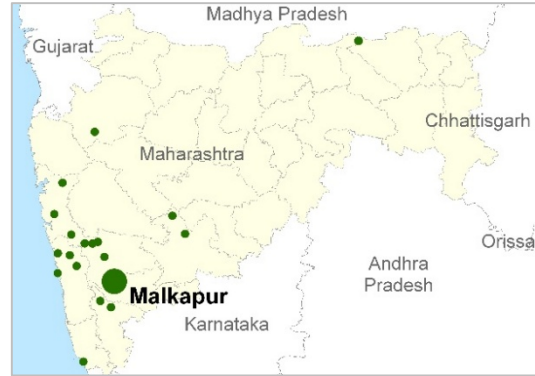 Madhya Pradesh
Gujarat
Chhattisgarh
Maharashtra
Orissa
Andhra
Pradesh
Malkapur
Karnataka